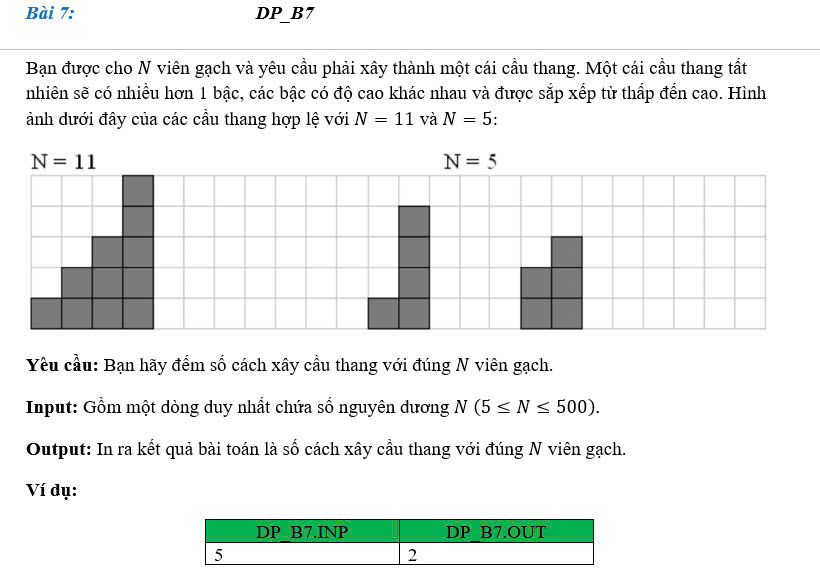 Bài 7: DP_B7
Bạn được cho N viên gạch và yêu cầu phải xây thành một cái cầu thang. Một cái cầu thang tất
nhiên sẽ có nhiều hơn 1 bậc, các bậc có độ cao khác nhau và được sắp xếp từ thấp đến cao. Hình
ảnh dưới đây của các cầu thang hợp lệ với N = 11 và N = 5:
N = 11 N = 5
Yêu cầu: Bạn hãy đếm số cách xây cầu thang với đúng N viên gạch.
Input: Gồm một dòng duy nhất chứa số nguyên dương N (5 ≤ N ≤ 500).
Output: In ra kết quả bài toán là số cách xây cầu thang với đúng N viên gạch.
Ví dụ:
DP_B7.INP DP_B7.OUT
5 2